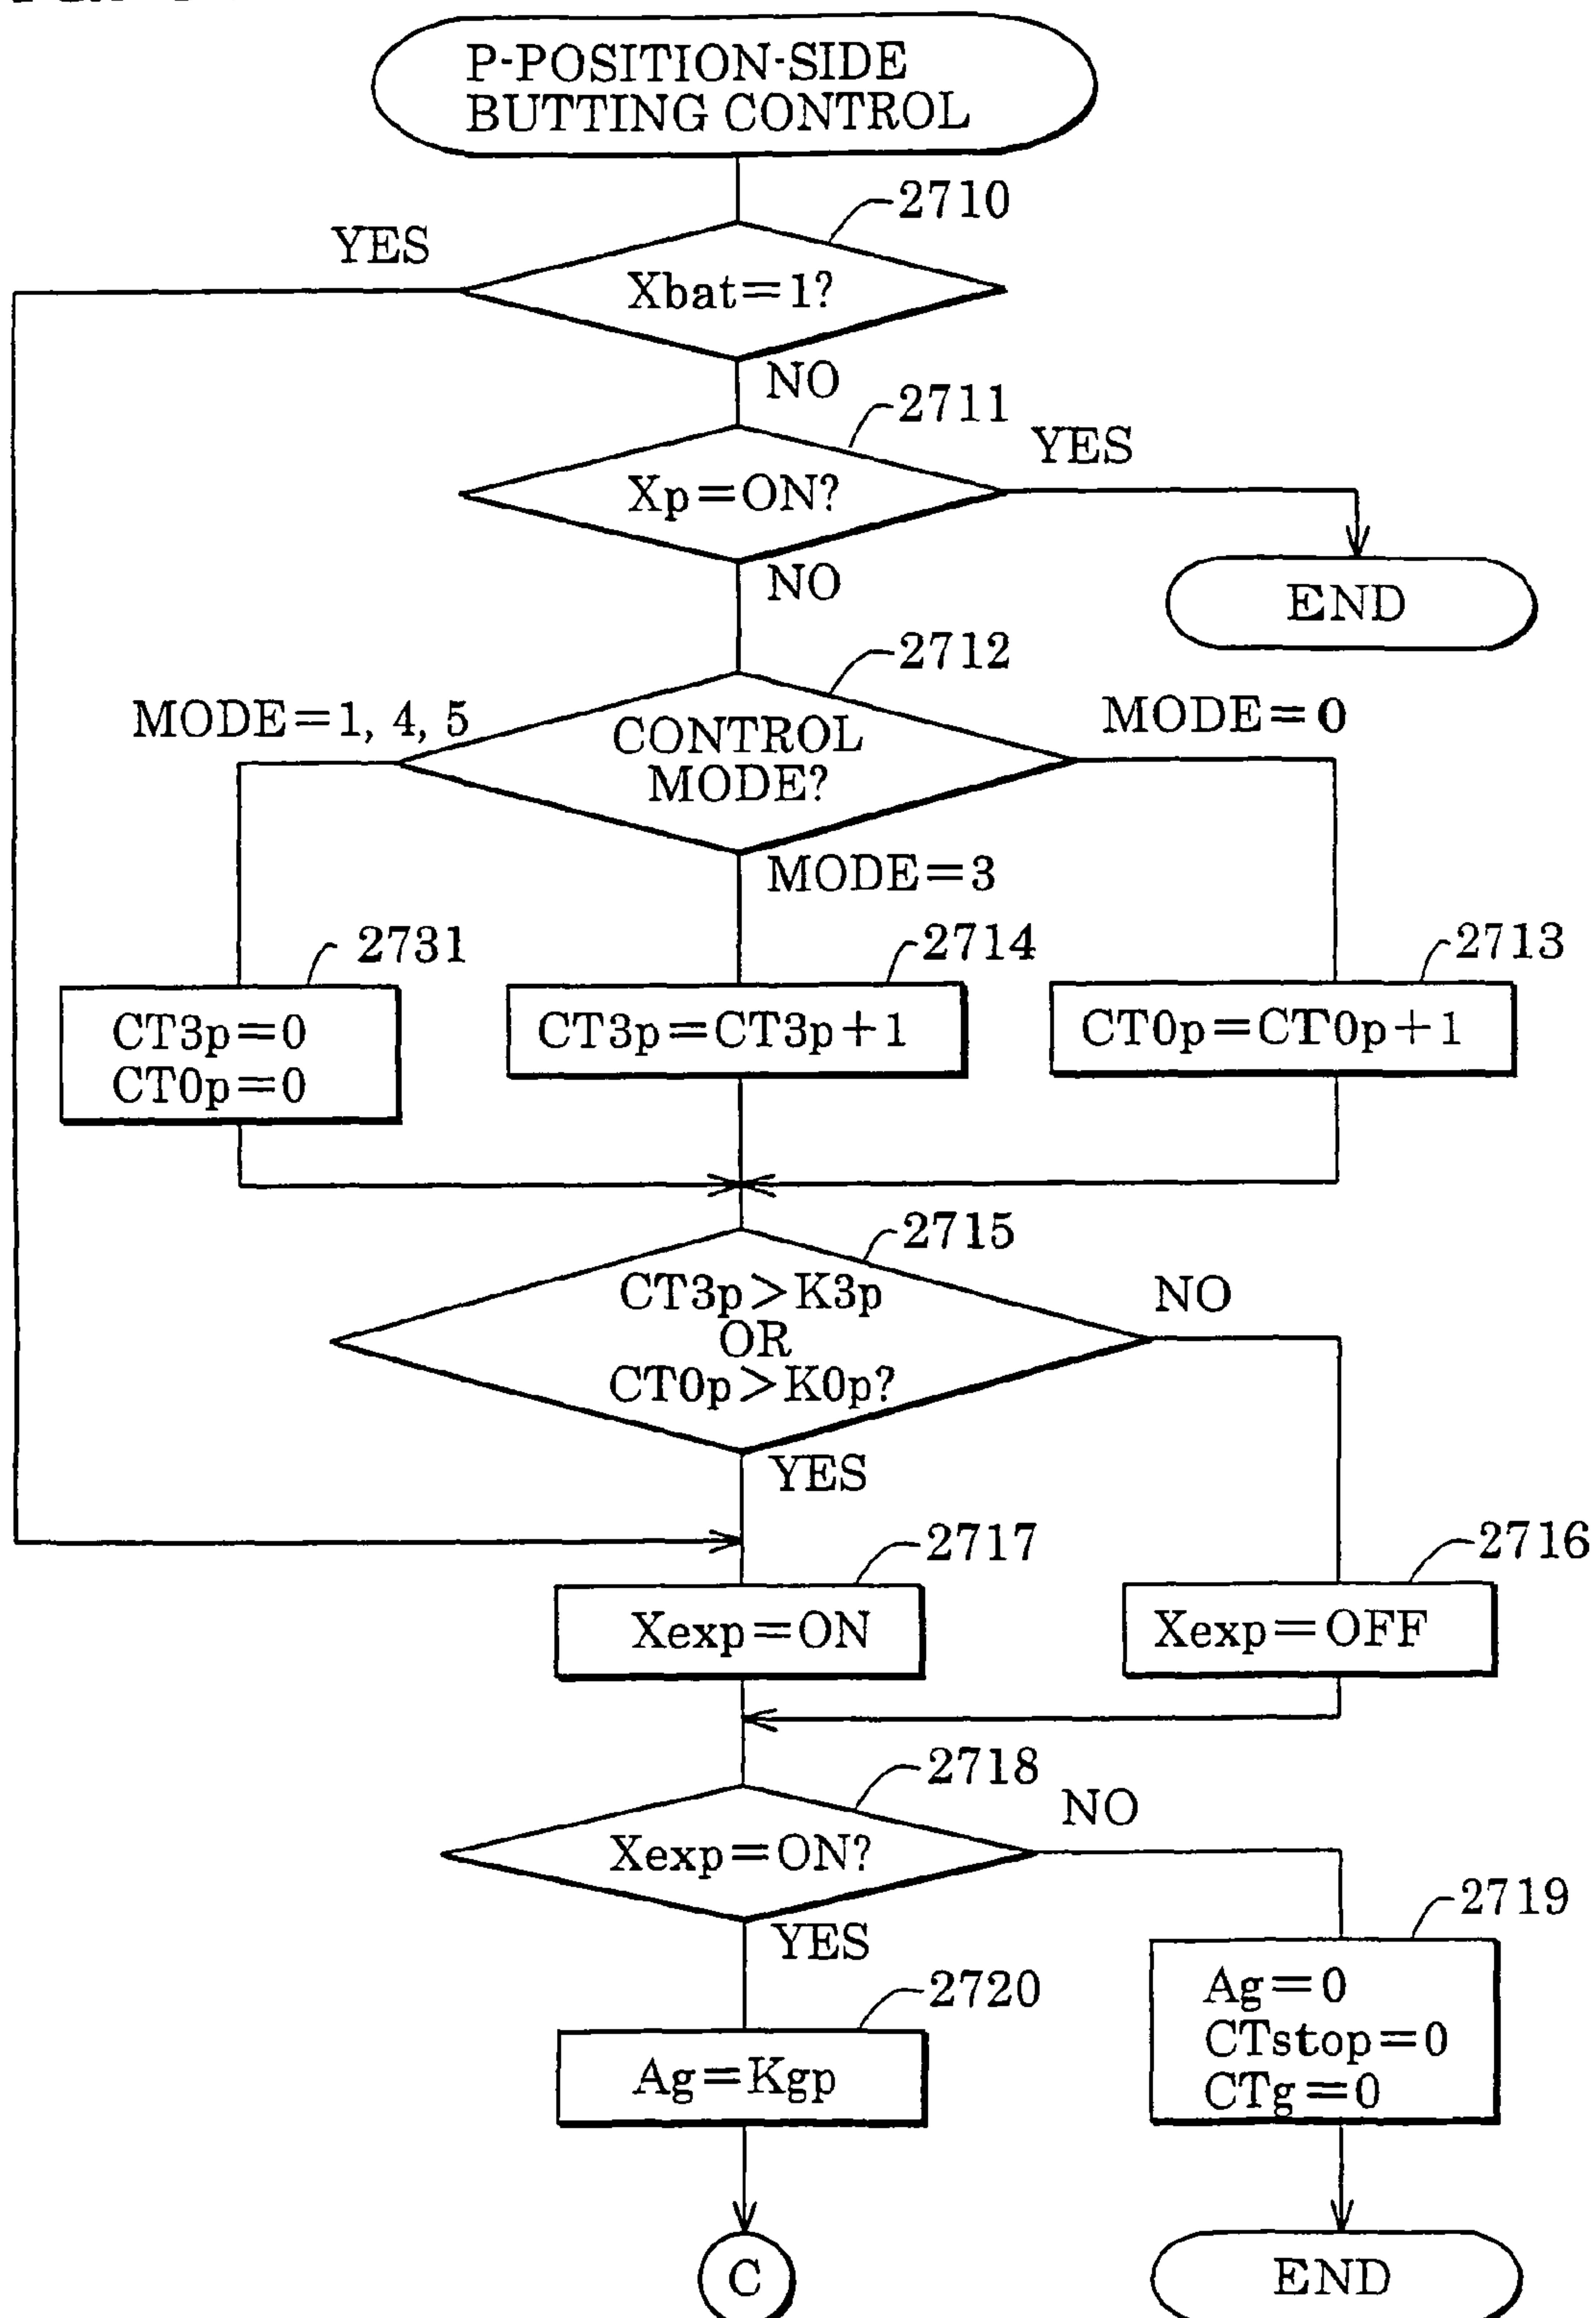 P-POSITION-SIDE
BUTTING CONTROL
2710
YES
Xbat=1?
NO
2711
YES
Xp=ON?
NO
END
2712
MODE=1, 4, 5
CONTROL
MODE?
MODE=0
MODE=3
2731
2714
2713
CT3p=0
CT0p=0
CT3p=CT3p+1
CT0p=CT0p+1
2715
CT3p>K3p
OR
CT0p>K0p?
NO
YES
2717
2716
Xexp=ON
Xexp=OFF
2718
NO
Xexp=ON?
YES
2719
2720
Ag=0
CTstop=0
CTg=0
Ag=Kgp
C
END